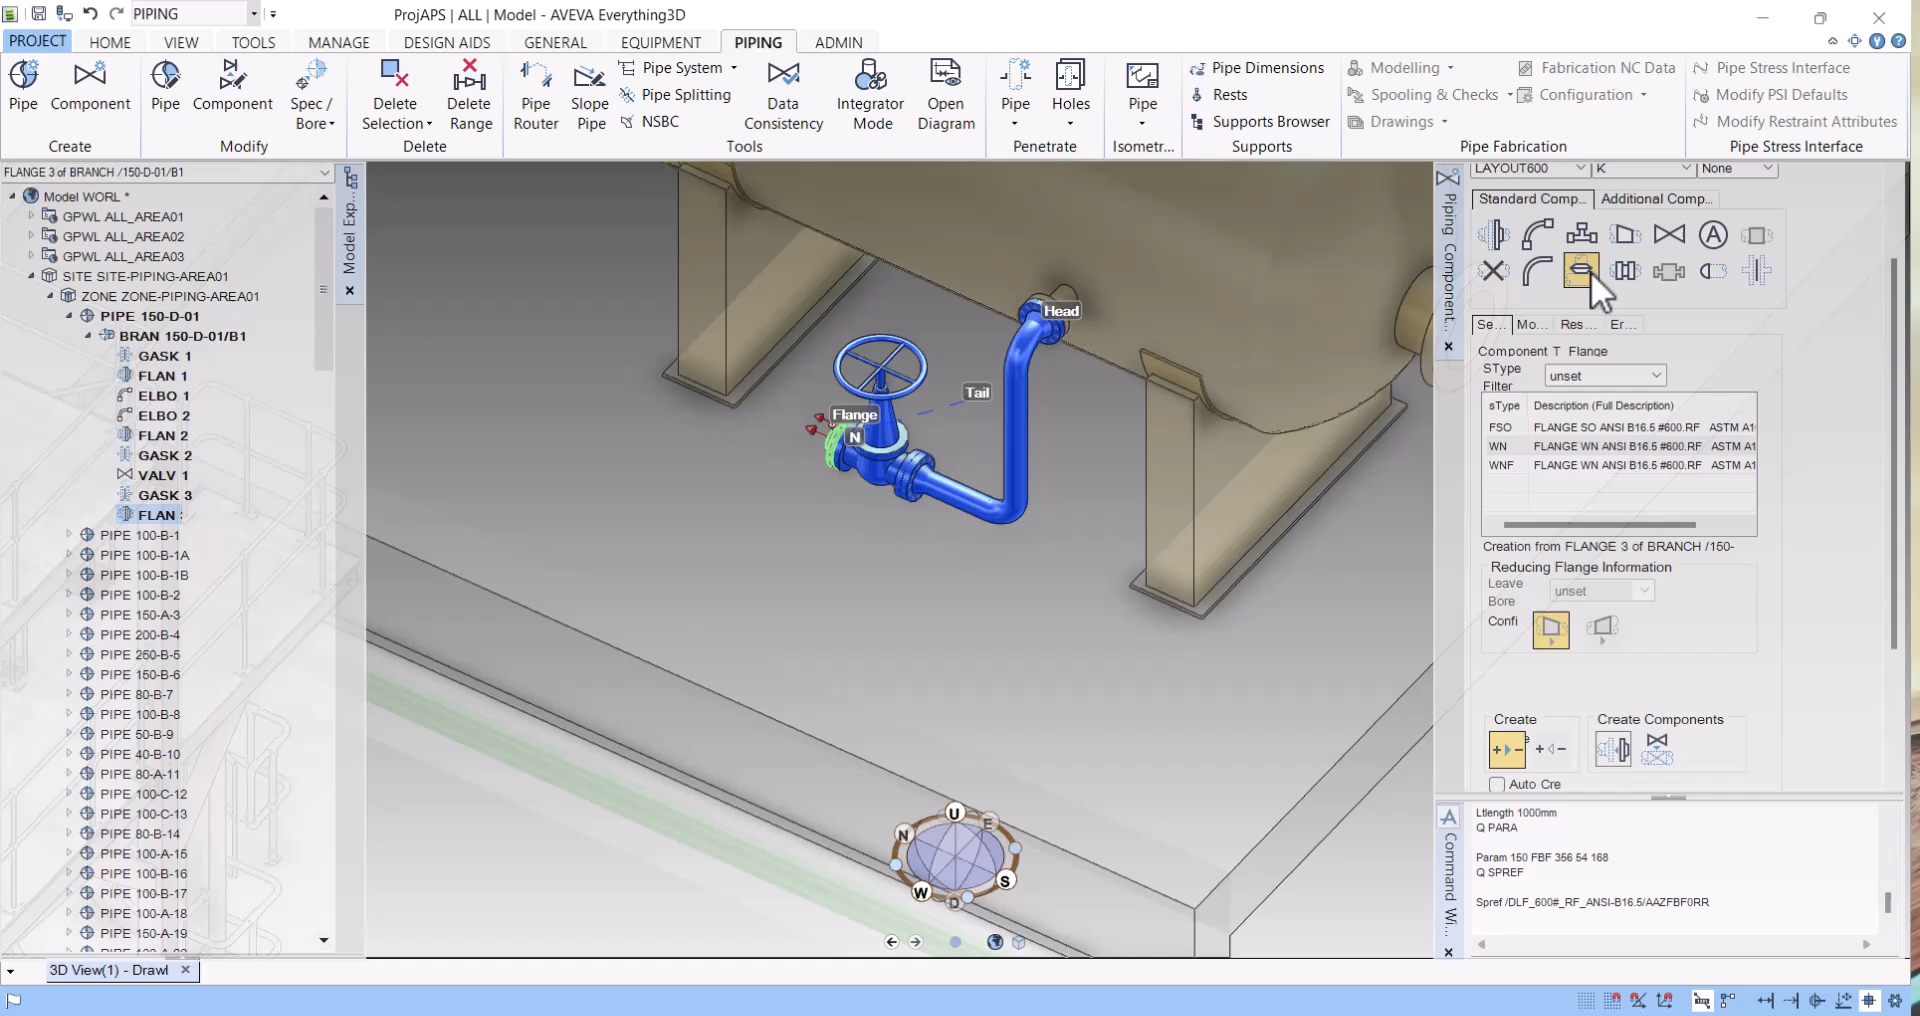 PIPING
ProjAPS | ALL | Model - AVEVA Everything3D
PROJECT HOME VIEW TOOLS MANAGE DESIGN AIDS GENERAL EQUIPMENT PIPING ADMIN
Pipe Component
Create
Pipe Component Spec / Bore
Modify
Delete Selection Delete Range
Delete
Pipe Router Slope Pipe
Pipe System
Pipe Splitting
NSBC
Data Consistency Integrator Mode Open Diagram
Tools
Pipe Holes
Penetrate
Pipe
Isometr...
Pipe Dimensions
Rests
Supports Browser
Supports
Modelling Fabrication NC Data
Spooling & Checks Configuration
Drawings
Pipe Fabrication
Pipe Stress Interface
Modify PSI Defaults
Modify Restraint Attributes
Pipe Stress Interface
FLANGE 3 of BRANCH /150-D-01/B1
Model WORL *
GPWL ALL_AREA01
GPWL ALL_AREA02
GPWL ALL_AREA03
SITE SITE-PIPING-AREA01
ZONE ZONE-PIPING-AREA01
PIPE 150-D-01
BRAN 150-D-01/B1
GASK 1
FLAN 1
ELBO 1
ELBO 2
FLAN 2
GASK 2
VALV 1
GASK 3
FLAN
PIPE 100-B-1
PIPE 100-B-1A
PIPE 100-B-1B
PIPE 100-B-2
PIPE 150-A-3
PIPE 200-B-4
PIPE 250-B-5
PIPE 150-B-6
PIPE 80-B-7
PIPE 100-B-8
PIPE 50-B-9
PIPE 40-B-10
PIPE 80-A-11
PIPE 100-C-12
PIPE 100-C-13
PIPE 80-B-14
PIPE 100-A-15
PIPE 100-B-16
PIPE 100-B-17
PIPE 100-A-18
PIPE 150-A-19
Model Exp...
Head
Tail
Flange
N
U
E
N
S
W
D
3D View(1) - Drawl
Piping Component...
LAYOUT600 K None
Standard Comp... Additional Comp...
A
Se... Mo... Res... Er...
Component T Flange
SType Filter unset
sType Description (Full Description)
FSO FLANGE SO ANSI B16.5 #600.RF ASTM A1
WN FLANGE WN ANSI B16.5 #600.RF ASTM A1
WNF FLANGE WN ANSI B16.5 #600.RF ASTM A1
Creation from FLANGE 3 of BRANCH /150-
Reducing Flange Information
Leave Bore unset
Confi
Create Create Components
Auto Cre
Command Wi...
Ltlength 1000mm
Q PARA
Param 150 FBF 356 54 168
Q SPREF
Spref /DLF_600#_RF_ANSI-B16.5/AAZFBF0RR